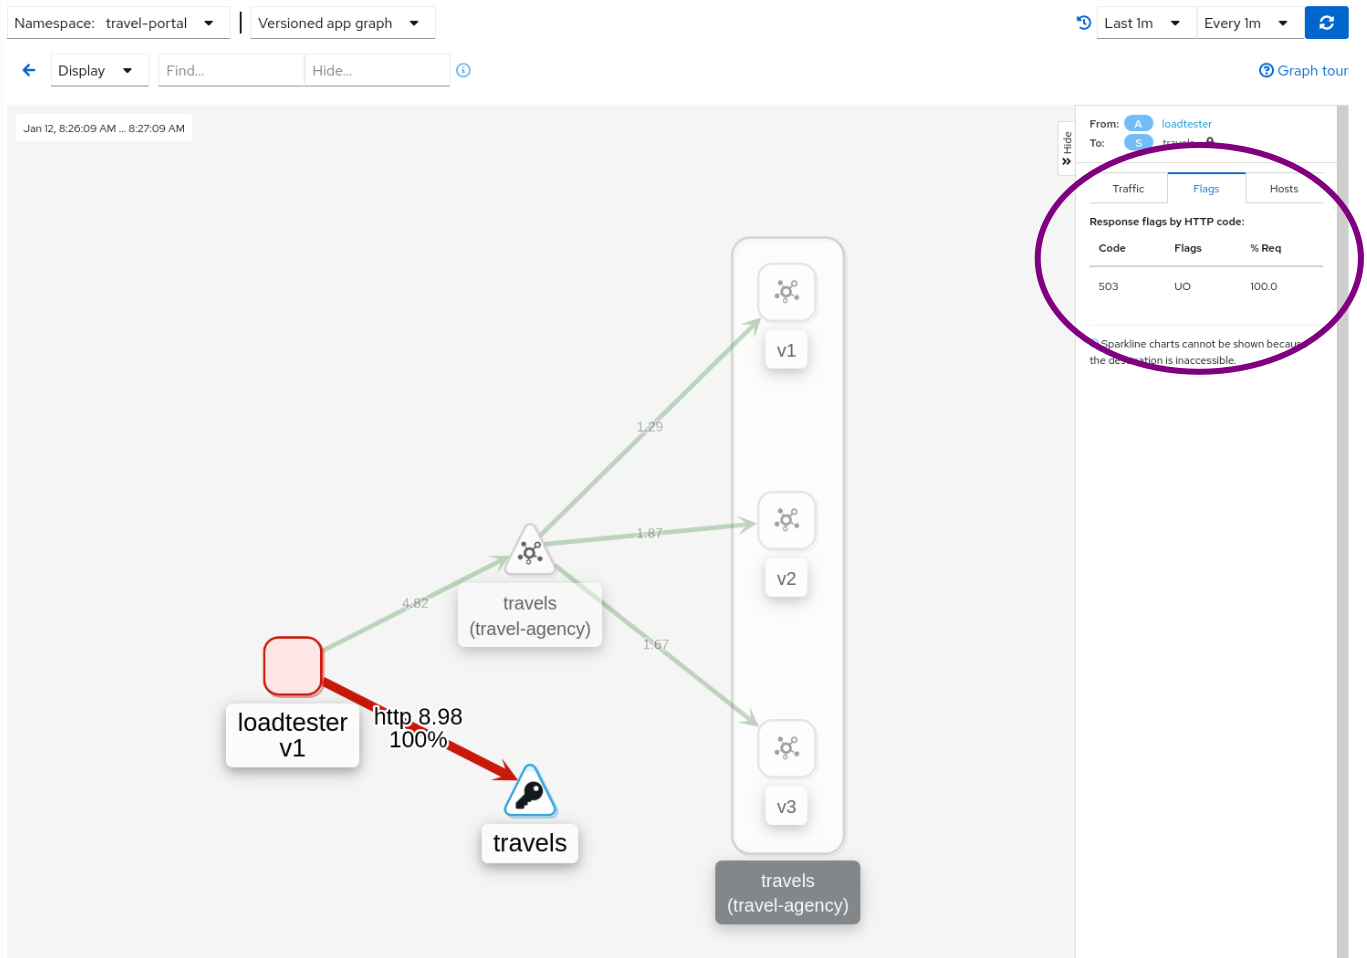 Namespace: travel-portal
Versioned app graph
Last 1m
Every 1m
Display
Find...
Hide...
Graph tour
Jan 12, 8:26:09 AM ... 8:27:09 AM
Hide
From: A loadtester
To: S travels
Traffic
Flags
Hosts
Response flags by HTTP code:
Code Flags % Req
503 UO 100.0
Sparkline charts cannot be shown because
the destination is inaccessible.
v1
1.29
1.87
v2
travels
(travel-agency)
4.82
1.67
loadtester
v1
http 8.98
100%
v3
travels
travels
(travel-agency)